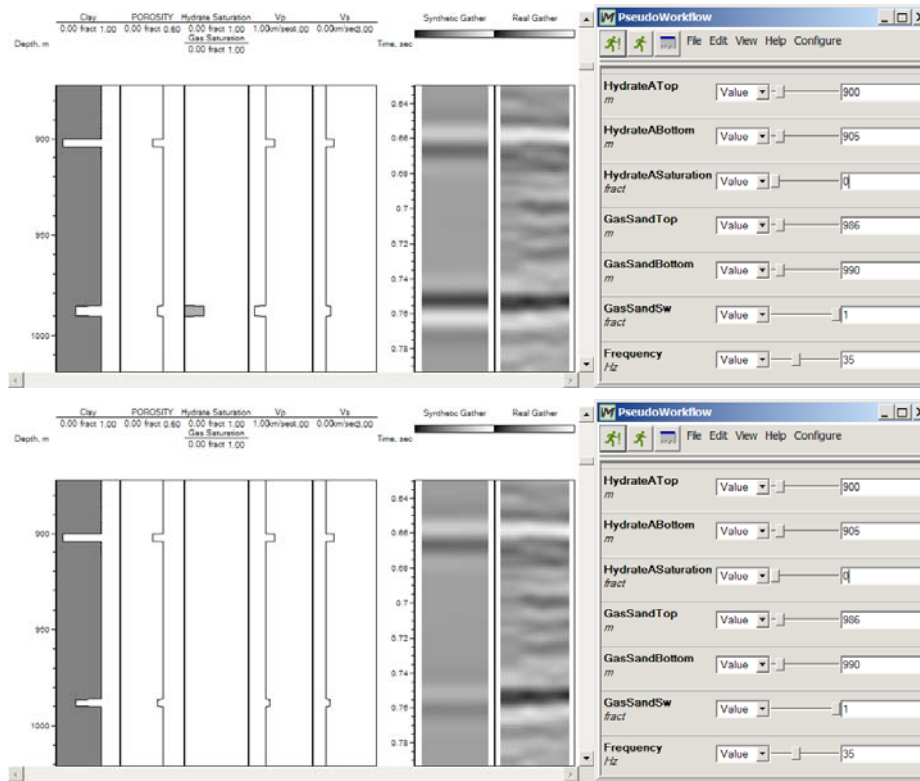 Clay POROSITY Hydrate Saturation Vp Vs Synthetic Gather Real Gather
0.00 fract 1.00 0.00 fract 0.60 0.00 fract 1.00 1.00km/sec4.00 0.00km/sec3.00
Gas Saturation
0.00 fract 1.00
Depth, m Time, sec
900
950
1000
0.64
0.66
0.68
0.7
0.72
0.74
0.76
0.78
PseudoWorkflow
File Edit View Help Configure
HydrateATop
m
Value 900
HydrateABottom
m
Value 905
HydrateASaturation
fract
Value 0
GasSandTop
m
Value 986
GasSandBottom
m
Value 990
GasSandSw
fract
Value 1
Frequency
Hz
Value 35
Clay POROSITY Hydrate Saturation Vp Vs Synthetic Gather Real Gather
0.00 fract 1.00 0.00 fract 0.60 0.00 fract 1.00 1.00km/sec4.00 0.00km/sec3.00
Gas Saturation
0.00 fract 1.00
Depth, m Time, sec
900
950
1000
0.64
0.66
0.68
0.7
0.72
0.74
0.76
0.78
PseudoWorkflow
File Edit View Help Configure
HydrateATop
m
Value 900
HydrateABottom
m
Value 905
HydrateASaturation
fract
Value 0
GasSandTop
m
Value 986
GasSandBottom
m
Value 990
GasSandSw
fract
Value 1
Frequency
Hz
Value 35